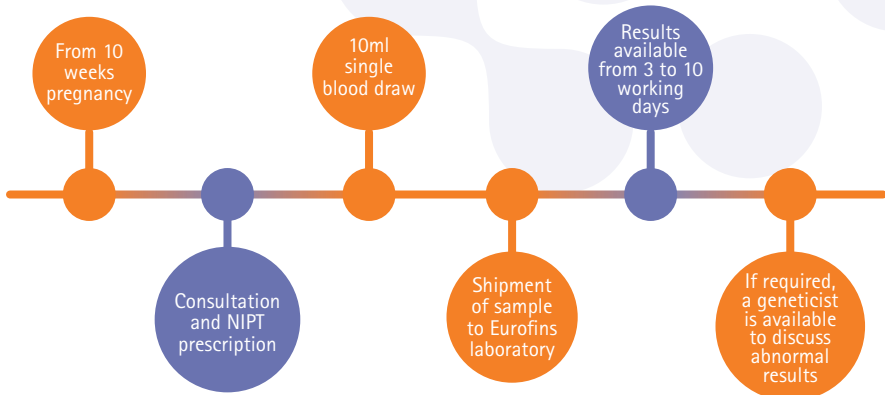 From 10
weeks
pregnancy
Consultation
and NIPT
prescription
10ml
single
blood draw
Shipment
of sample
to Eurofins
laboratory
Results
available
from 3 to 10
working
days
If required,
a geneticist
is available
to discuss
abnormal
results